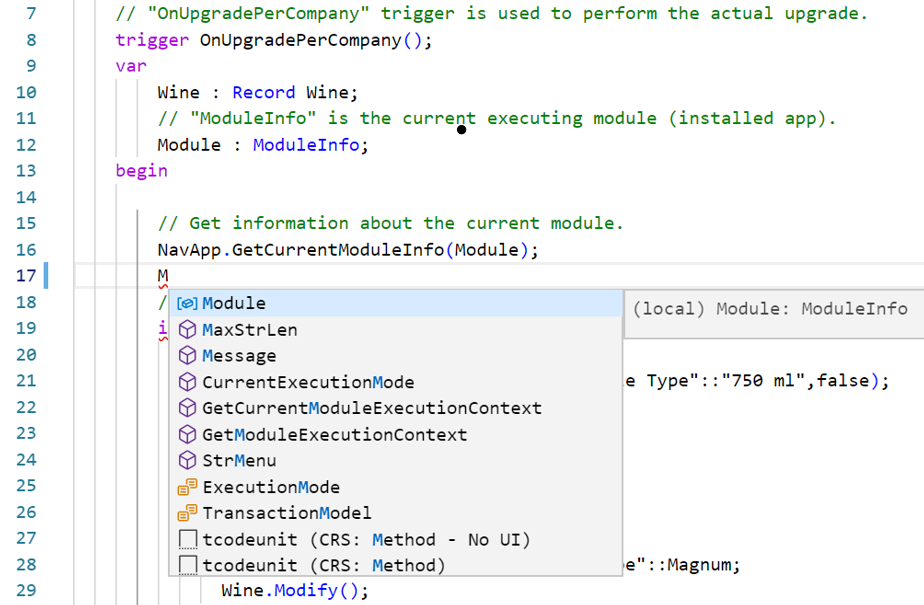 7 // "OnUpgradePerCompany" trigger is used to perform the actual upgrade.
8 trigger OnUpgradePerCompany();
9 var
10 Wine : Record Wine;
11 // "ModuleInfo" is the current executing module (installed app).
12 Module : ModuleInfo;
13 begin
14
15 // Get information about the current module.
16 NavApp.GetCurrentModuleInfo(Module);
17 M
18 / Module (local) Module: ModuleInfo
19 i MaxStrLen
20 Message
21 CurrentExecutionMode e Type"::"750 ml",false);
22 GetCurrentModuleExecutionContext
23 GetModuleExecutionContext
24 StrMenu
25 ExecutionMode
26 TransactionModel
27 tcodeunit (CRS: Method - No UI)
28 tcodeunit (CRS: Method) e"::Magnum;
29 Wine.Modify();